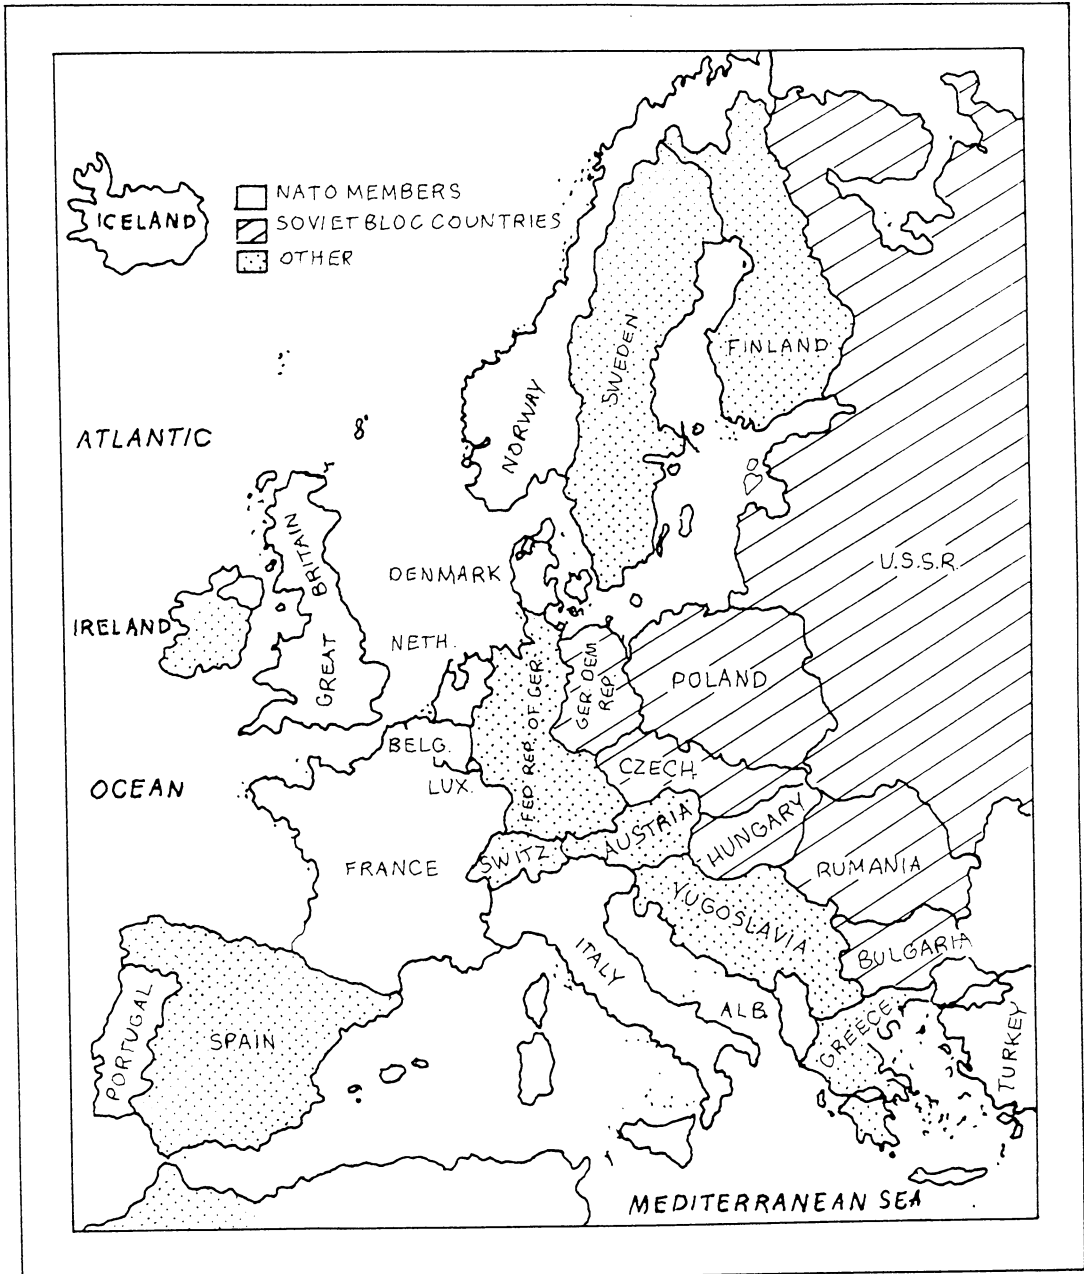 ICELAND
NATO MEMBERS
SOVIET BLOC COUNTRIES
OTHER
FINLAND
SWEDEN
NORWAY
ATLANTIC
U.S.S.R.
DENMARK
GREAT BRITAIN
IRELAND
NETH.
GER. DEM. REP.
POLAND
FED. REP. OF GER.
BELG.
CZECH.
LUX.
OCEAN
AUSTRIA
HUNGARY
FRANCE
SWITZ.
RUMANIA
YUGOSLAVIA
BULGARIA
ITALY
PORTUGAL
SPAIN
ALB.
GREECE
TURKEY
MEDITERRANEAN SEA